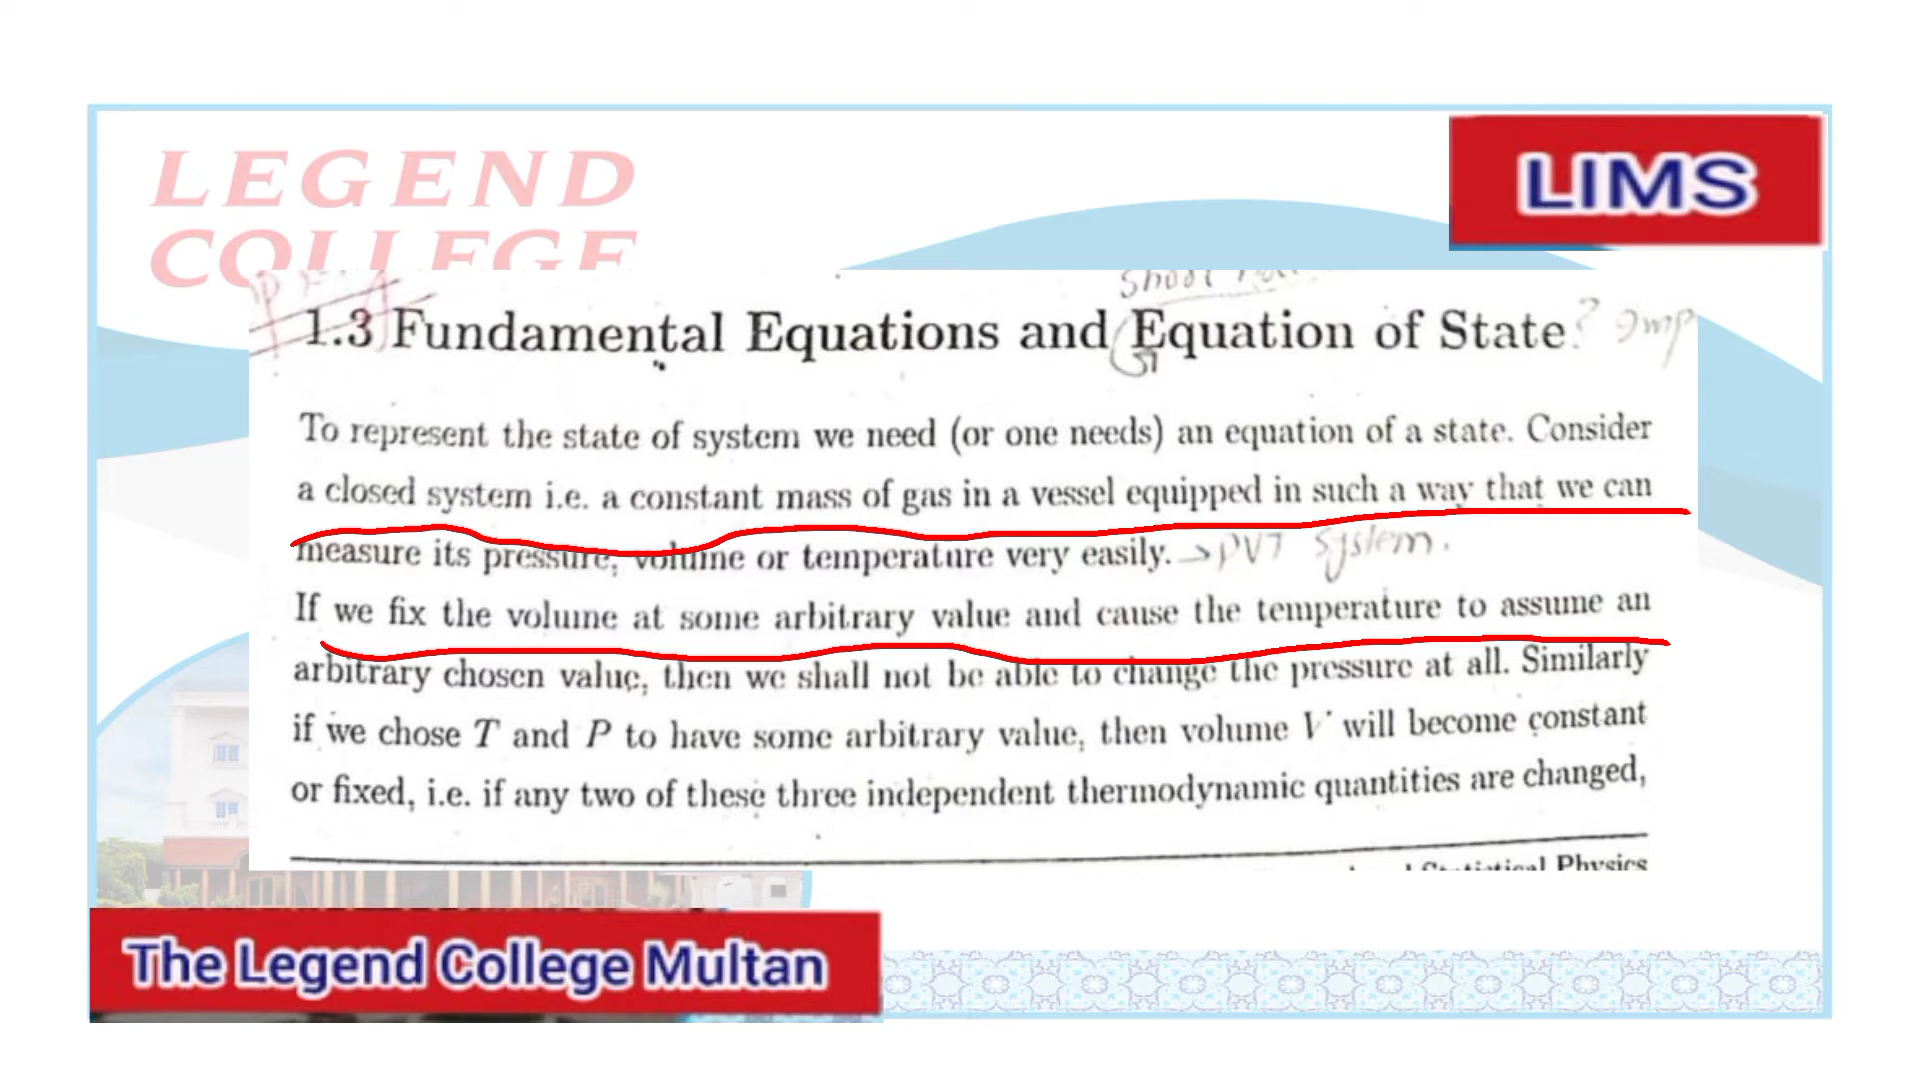 LEGEND
COLLEGE
LIMS
Short
1.3 Fundamental Equations and Equation of State ? Imp
To represent the state of system we need (or one needs) an equation of a state. Consider
a closed system i.e. a constant mass of gas in a vessel equipped in such a way that we can
measure its pressure, volume or temperature very easily. → PVT System.
If we fix the volume at some arbitrary value and cause the temperature to assume an
arbitrary chosen value, then we shall not be able to change the pressure at all. Similarly
if we chose T and P to have some arbitrary value, then volume V will become constant
or fixed, i.e. if any two of these three independent thermodynamic quantities are changed,
Statistical Physics
The Legend College Multan